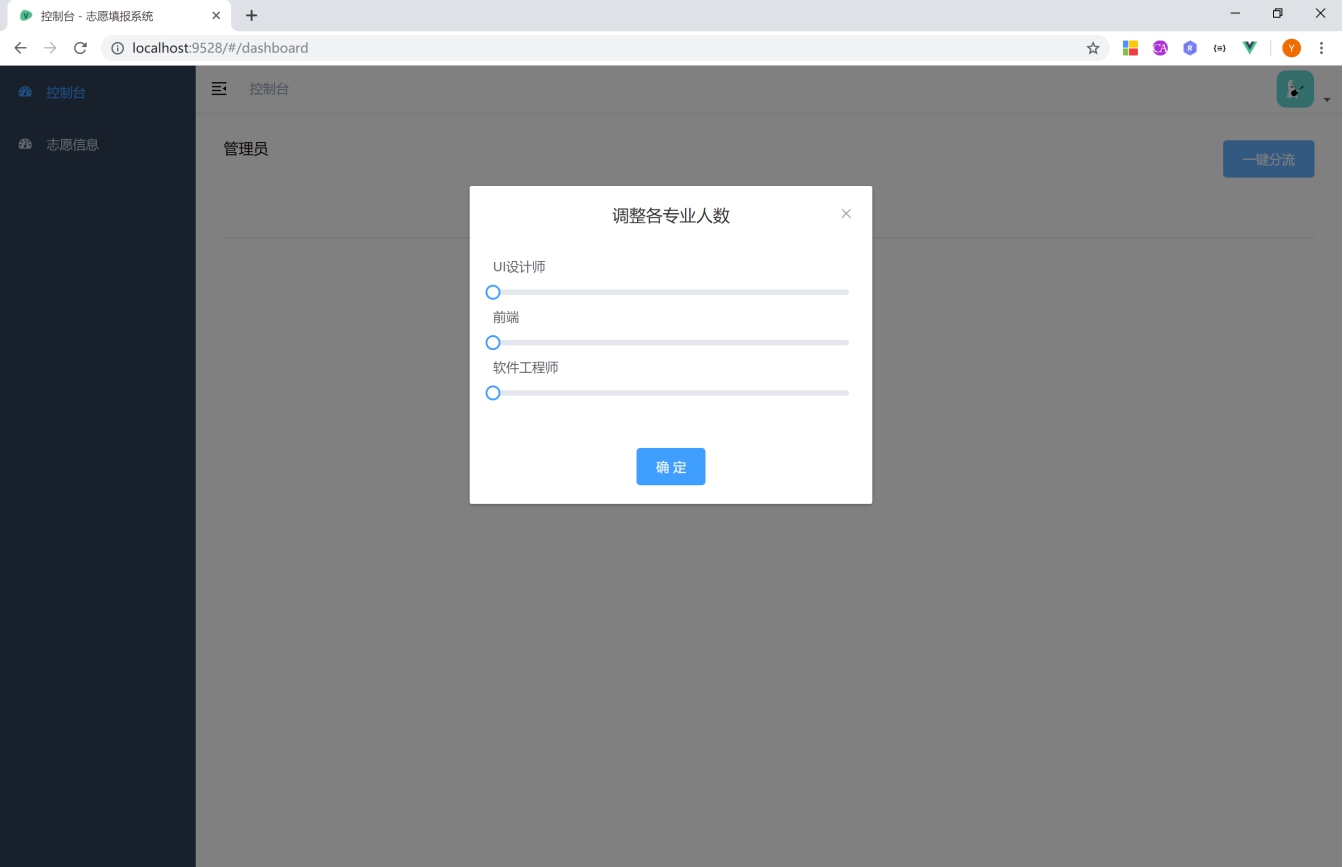 控制台 - 志愿填报系统
localhost:9528/#/dashboard
CA
R
{=}
Y
控制台
志愿信息
控制台
管理员
一键分流
调整各专业人数
UI设计师
前端
软件工程师
确 定